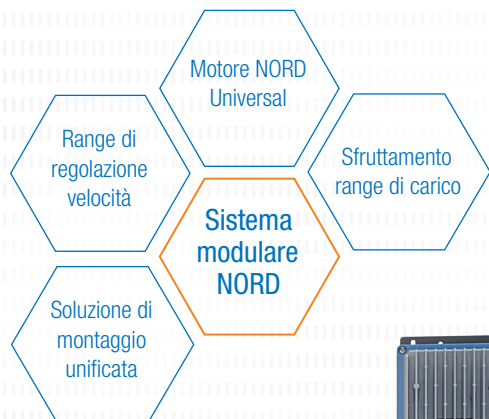 Motore NORD
Universal
Range di
regolazione
velocità
Sfruttamento
range di carico
Sistema
modulare
NORD
Soluzione di
montaggio
unificata